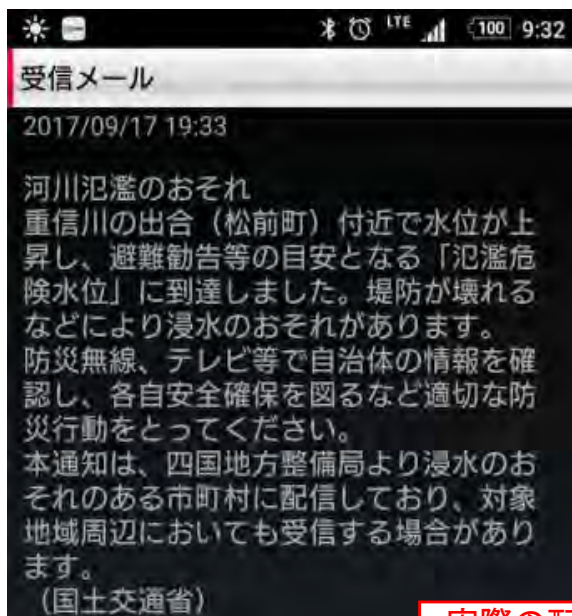 LTE 100 9:32
受信メール
2017/09/17 19:33
河川氾濫のおそれ
重信川の出合（松前町）付近で水位が上
昇し、避難勧告等の目安となる「氾濫危
険水位」に到達しました。堤防が壊れる
などにより浸水のおそれがあります。
防災無線、テレビ等で自治体の情報を確
認し、各自安全確保を図るなど適切な防
災行動をとってください。
本通知は、四国地方整備局より浸水のお
それのある市町村に配信しており、対象
地域周辺においても受信する場合があり
ます。
（国土交通省）
実際の